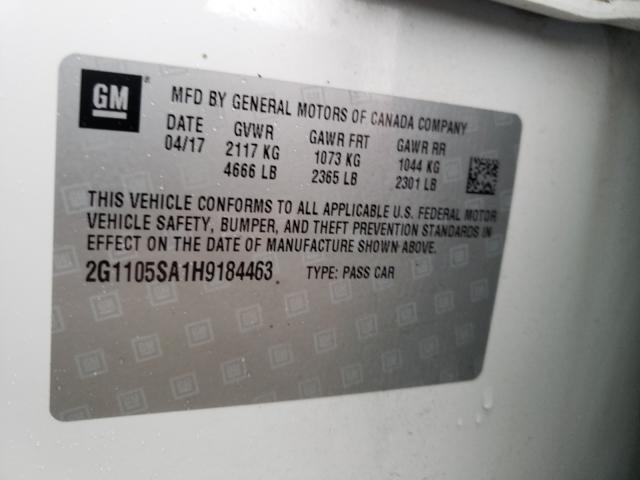 GM
MFD BY GENERAL MOTORS OF CANADA COMPANY
DATE GVWR GAWR FRT GAWR RR
04/17 2117 KG 1073 KG 1044 KG
4666 LB 2365 LB 2301 LB
THIS VEHICLE CONFORMS TO ALL APPLICABLE U.S. FEDERAL MOTOR
VEHICLE SAFETY, BUMPER, AND THEFT PREVENTION STANDARDS IN
EFFECT ON THE DATE OF MANUFACTURE SHOWN ABOVE.
2G1105SA1H9184463 TYPE: PASS CAR